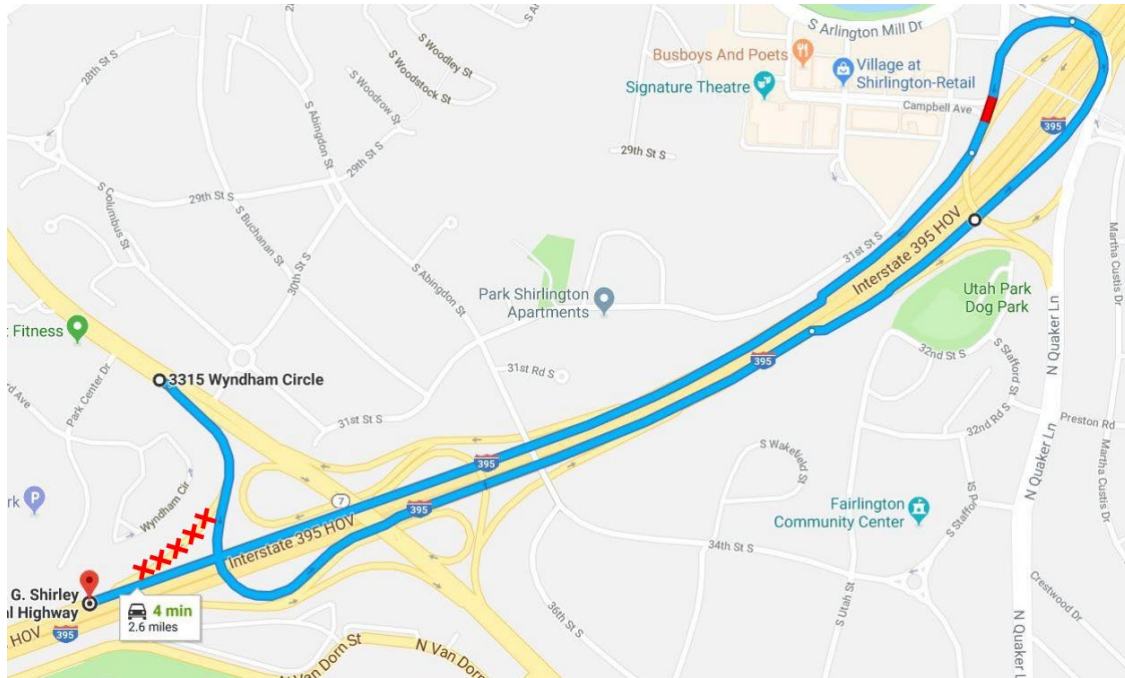 S Arlington Mill Dr
28th St S
S Woodley St
S Woodstock St
S Woodrow St
Busboys And Poets
Village at
Shirlington-Retail
Signature Theatre
Campbell Ave
395
S Abingdon St
29th St S
29th St S
29th St S
S Columbus St
S Buchanan St
30th St S
S Abingdon St
31st St S
Interstate 395 HOV
Martha Custis Dr
Park Shirlington
Apartments
Utah Park
Dog Park
Fitness
N Quaker Ln
32nd St S
S Stafford St
395
3315 Wyndham Circle
31st Rd S
Park Center Dr
31st St S
32nd Rd S
Preston Rd
S Wakefield St
395
7
395
Martha Custis Dr
N Quaker Ln
Wyndham Cir
Fairlington
Community Center
S Staffor
Interstate 395 HOV
34th St S
G. Shirley
al Highway
4 min
2.6 miles
HOV
395
36th St S
S Utah St
Crestwood Dr
N Quaker Ln
N Van Dorn St
N Van Dorn